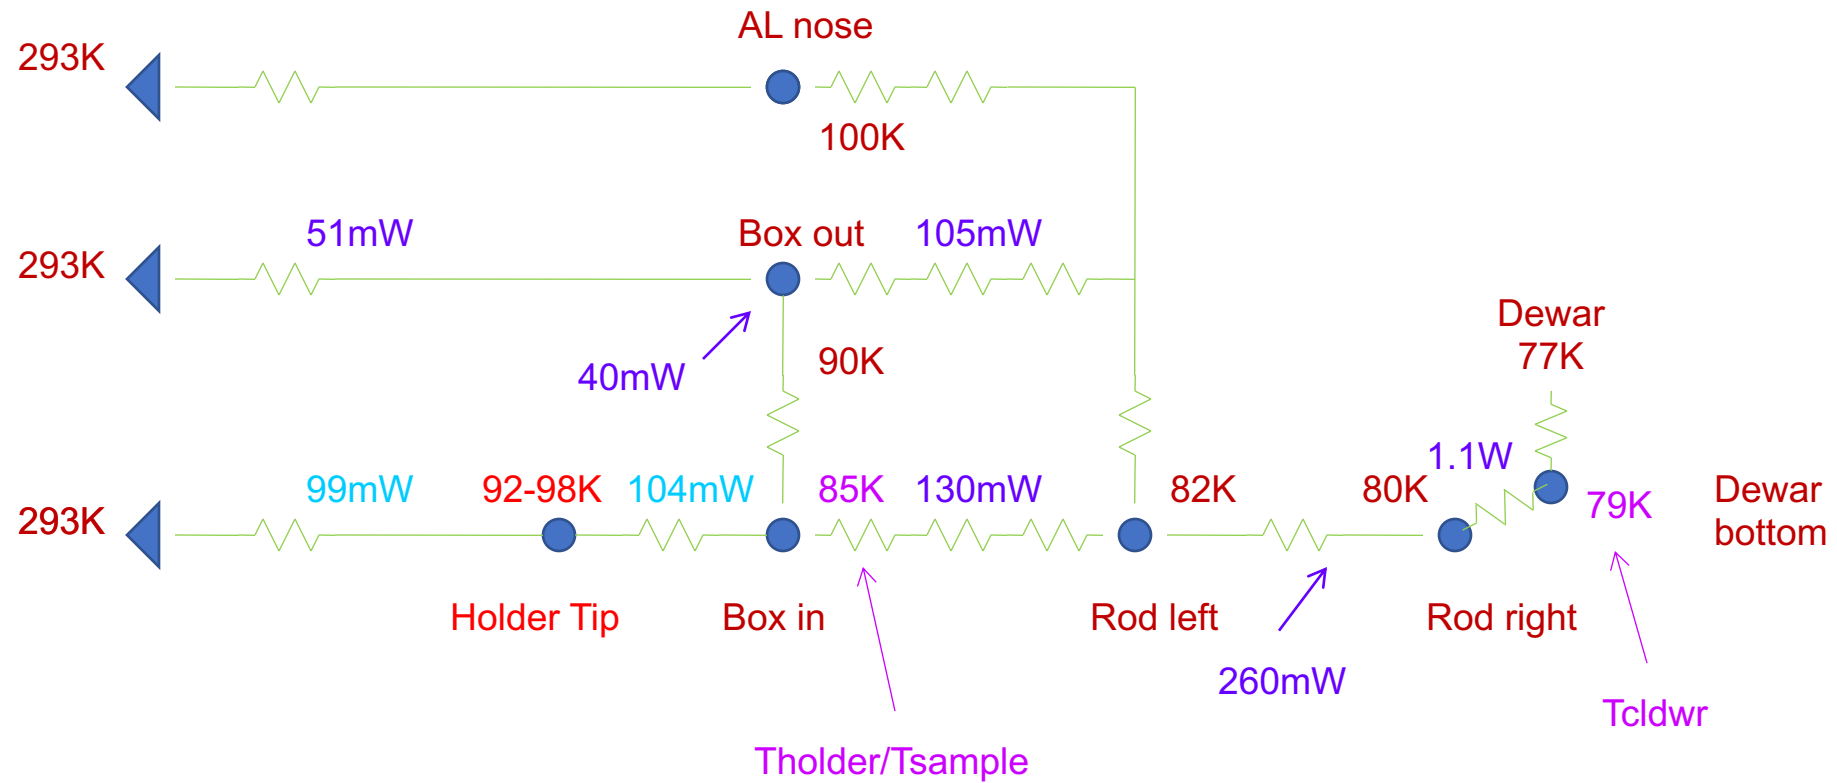 AL nose
293K
100K
51mW
Box out
105mW
293K
Dewar
77K
90K
40mW
1.1W
99mW
92-98K
104mW
85K
130mW
82K
80K
79K
Dewar
bottom
293K
Holder Tip
Box in
Rod left
Rod right
260mW
Tcldwr
Tholder/Tsample